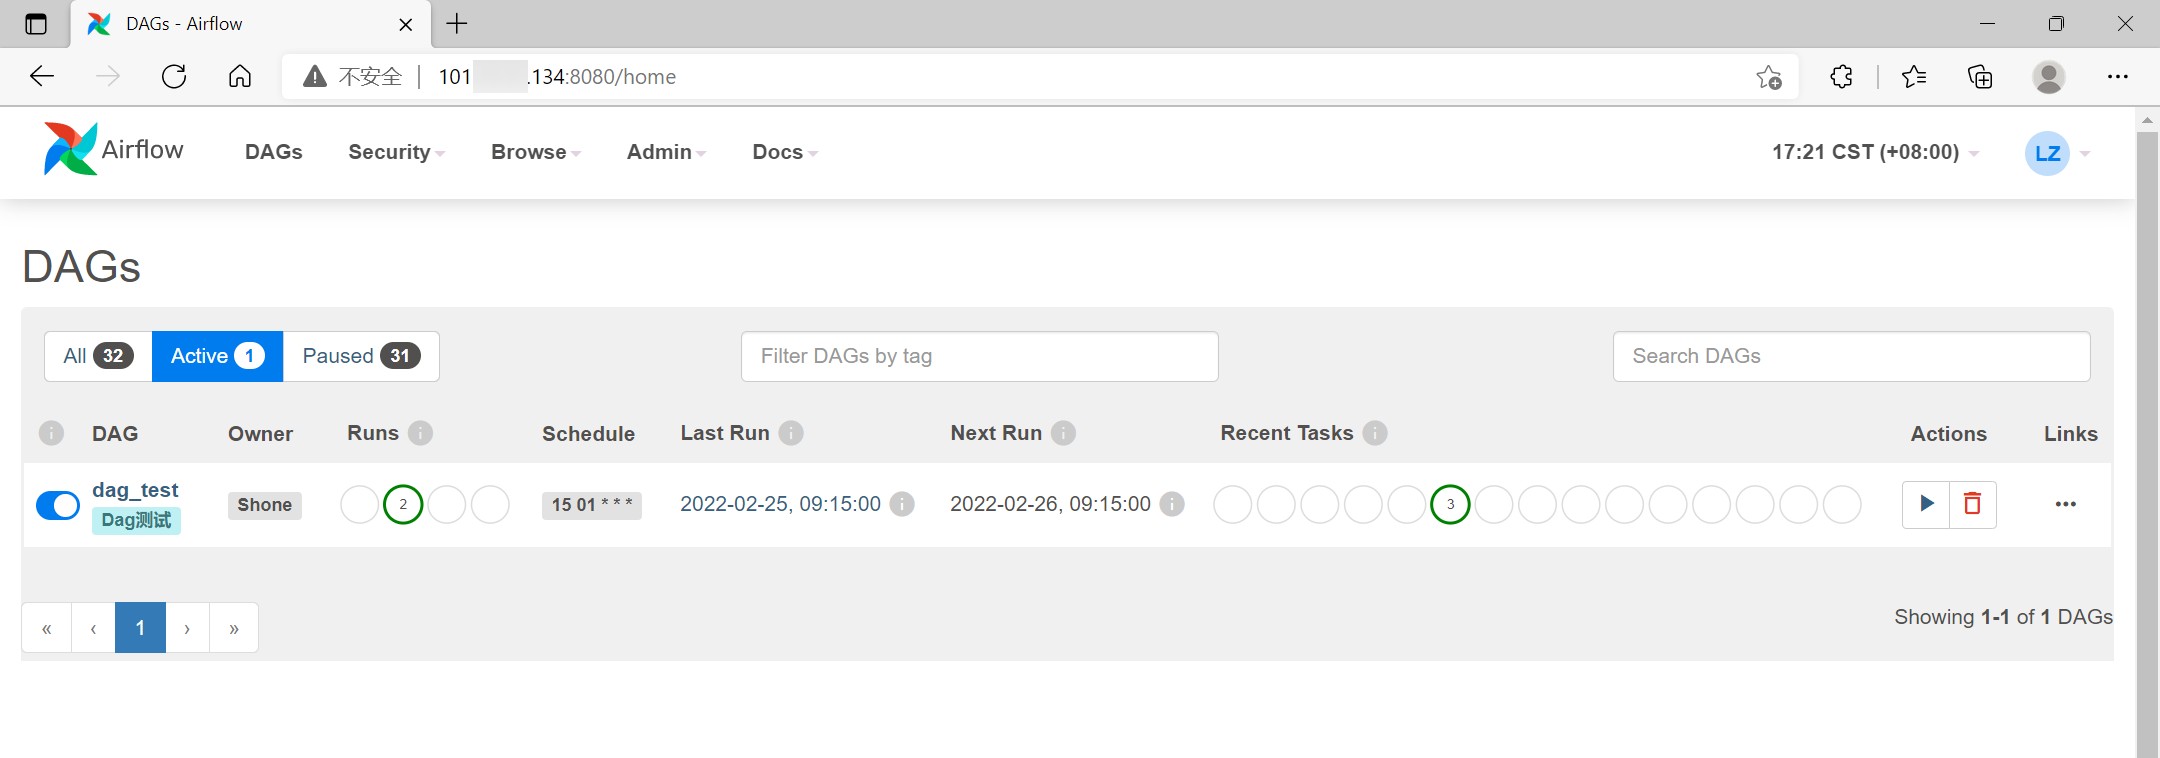 DAGs - Airflow
不安全 101 .134:8080/home
Airflow DAGs Security Browse Admin Docs 17:21 CST (+08:00) LZ
DAGs
All 32 Active 1 Paused 31 Filter DAGs by tag Search DAGs
i DAG Owner Runs i Schedule Last Run i Next Run i Recent Tasks i Actions Links
dag_test Shone 2 15 01 * * * 2022-02-25, 09:15:00 i 2022-02-26, 09:15:00 i 3 ...
Dag测试
« ‹ 1 › » Showing 1-1 of 1 DAGs